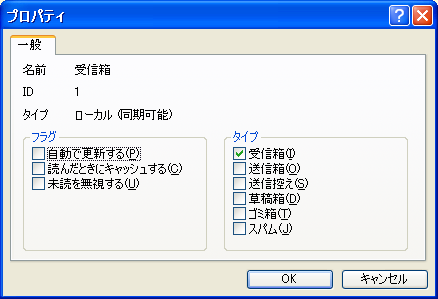 プロパティ
一般
名前 受信箱
ID 1
タイプ ローカル (同期可能)
フラグ
自動で更新する(P)
読んだときにキャッシュする(C)
未読を無視する(U)
タイプ
受信箱(I)
送信箱(O)
送信控え(S)
草稿箱(D)
ゴミ箱(T)
スパム(J)
OK キャンセル